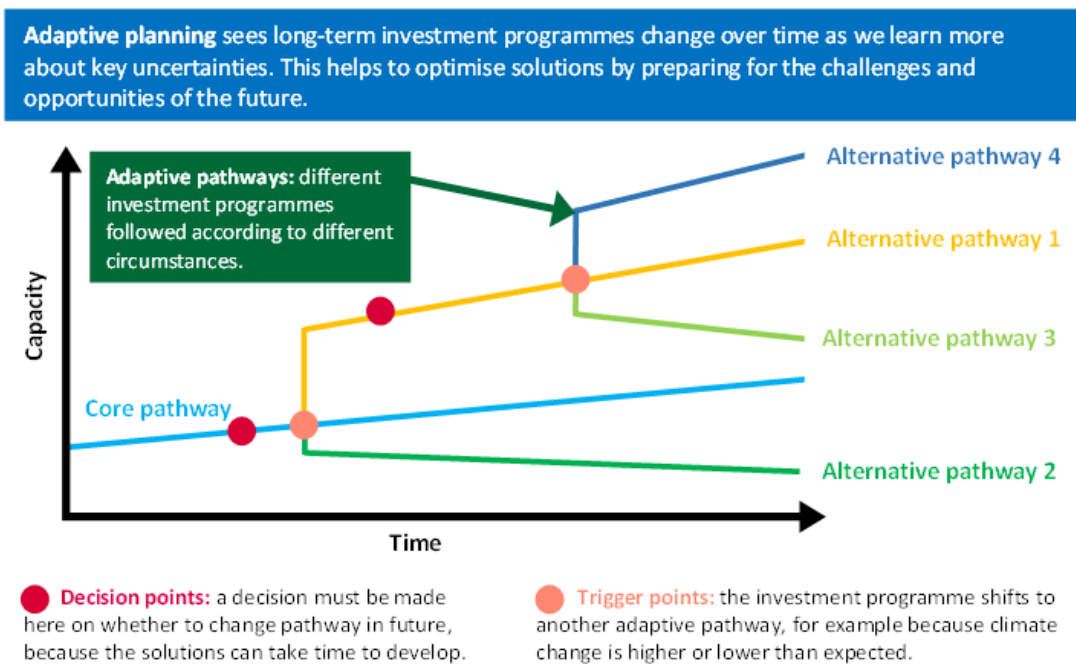 Adaptive planning sees long-term investment programmes change over time as we learn more
about key uncertainties. This helps to optimise solutions by preparing for the challenges and
opportunities of the future.
Adaptive pathways: different
investment programmes
followed according to different
circumstances.
Alternative pathway 4
Alternative pathway 1
Alternative pathway 3
Alternative pathway 2
Core pathway
Capacity
Time
Decision points: a decision must be made
here on whether to change pathway in future,
because the solutions can take time to develop.
Trigger points: the investment programme shifts to
another adaptive pathway, for example because climate
change is higher or lower than expected.